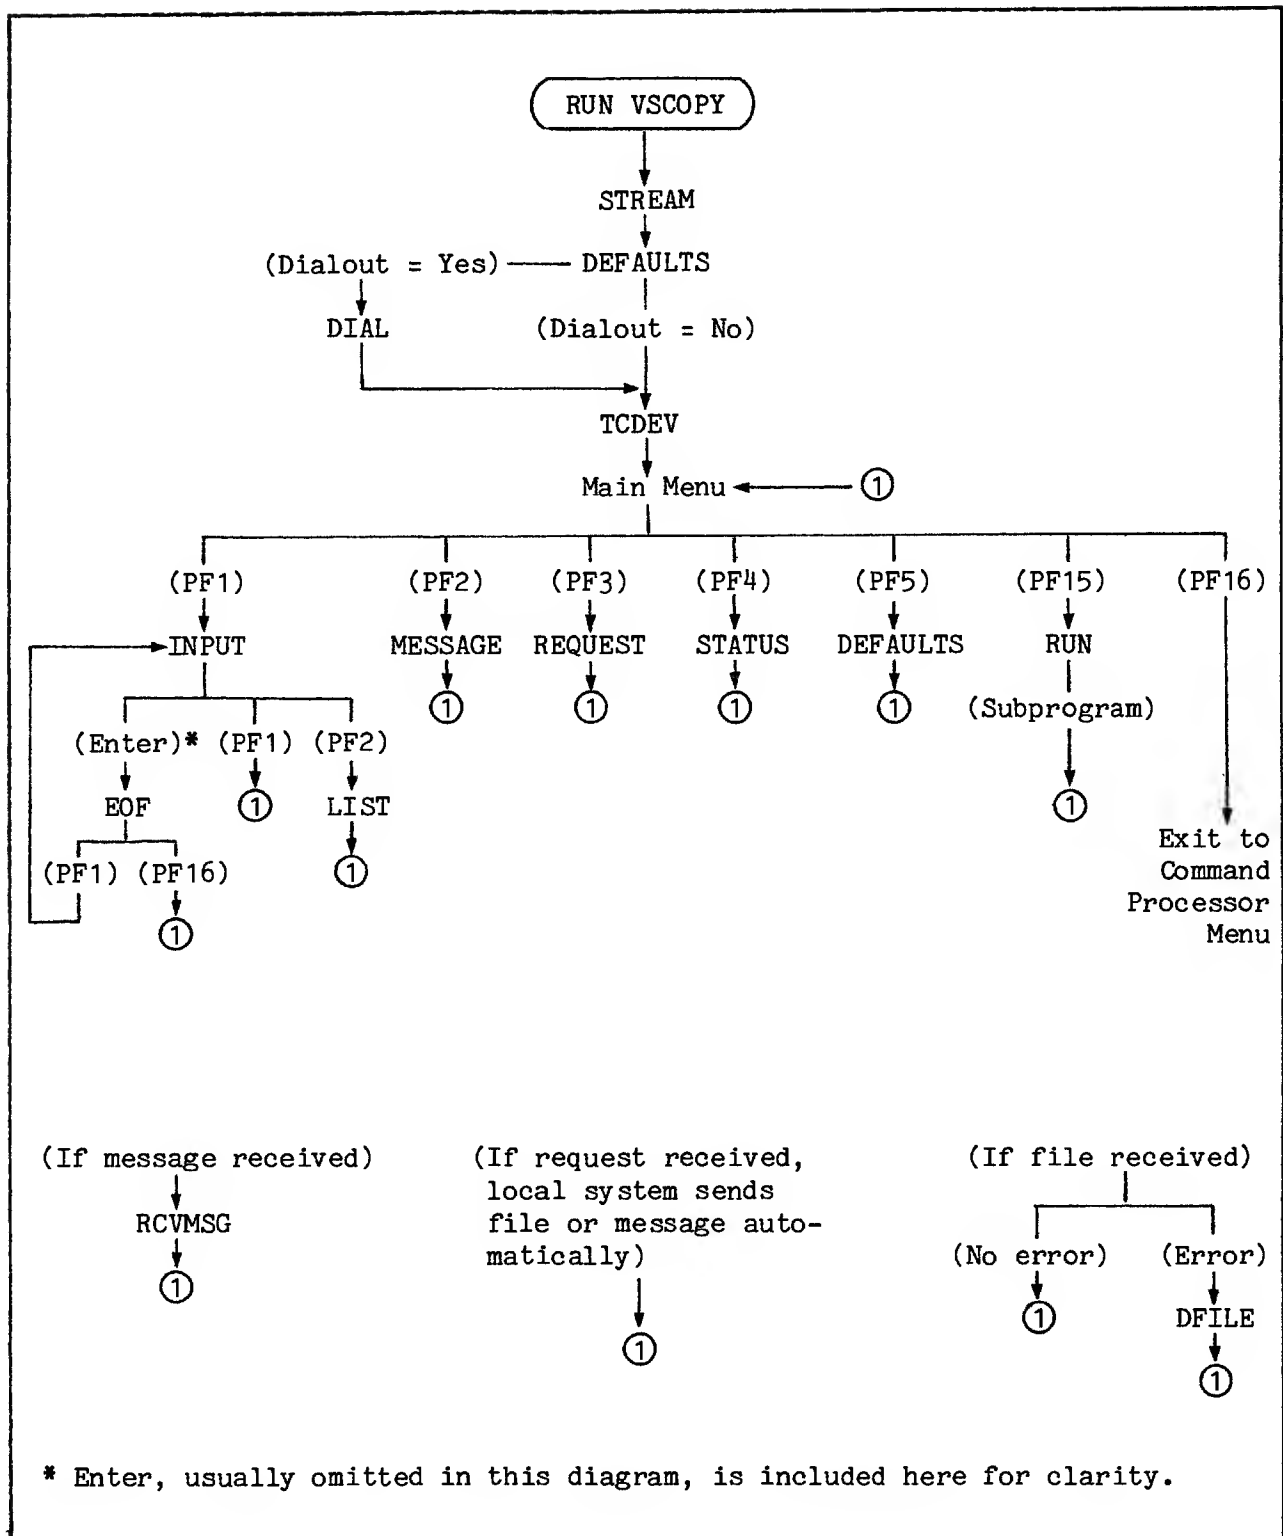 RUN VSCOPY
STREAM
(Dialout = Yes) DEFAULTS
DIAL (Dialout = No)
TCDEV
Main Menu 1
(PF1) (PF2) (PF3) (PF4) (PF5) (PF15) (PF16)
INPUT MESSAGE REQUEST STATUS DEFAULTS RUN
1 1 1 1 (Subprogram)
(Enter)* (PF1) (PF2)
EOF 1 LIST 1
Exit to
(PF1) (PF16) 1 Command
Processor
1 Menu
(If message received) (If request received, (If file received)
local system sends
RCVMSG file or message auto-
matically) (No error) (Error)
1 1 DFILE
1
1
* Enter, usually omitted in this diagram, is included here for clarity.